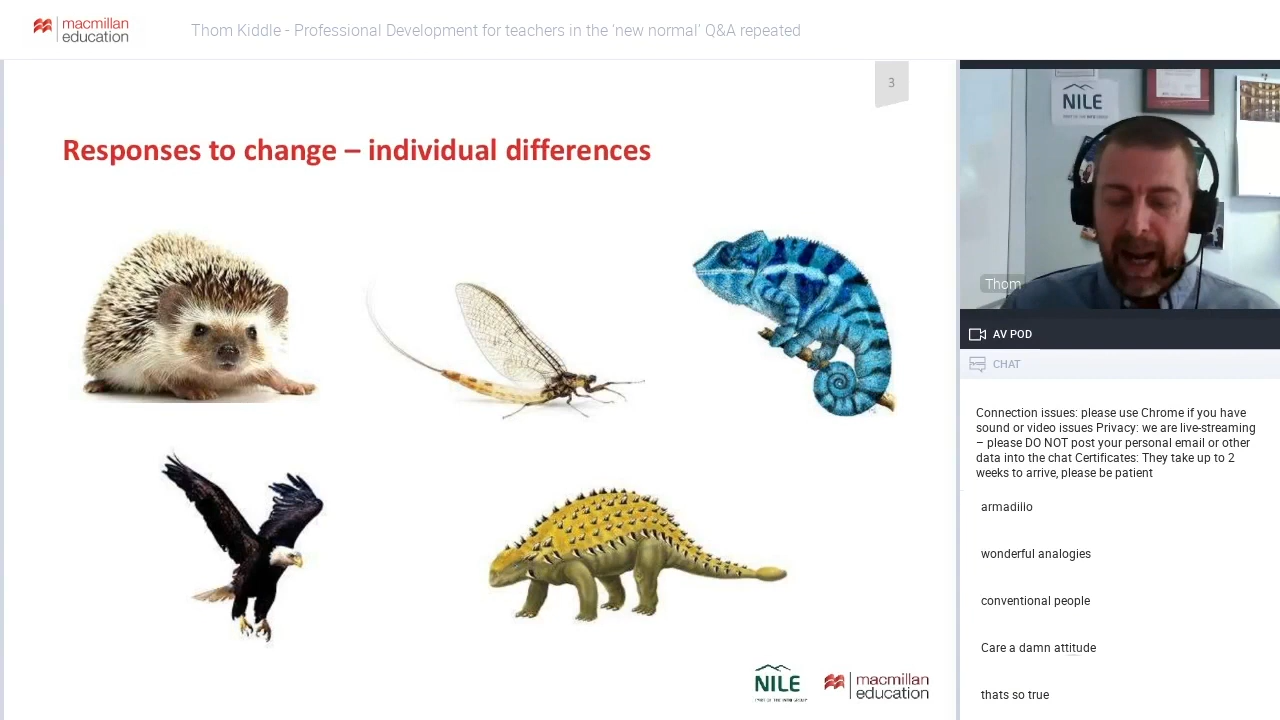 macmillan
education
Thom Kiddle - Professional Development for teachers in the 'new normal' Q&A repeated
3
Responses to change – individual differences
NILE
macmillan
education
NILE
Thom
AV POD
CHAT
Connection issues: please use Chrome if you have
sound or video issues Privacy: we are live-streaming
– please DO NOT post your personal email or other
data into the chat Certificates: They take up to 2
weeks to arrive, please be patient
armadillo
wonderful analogies
conventional people
Care a damn attitude
thats so true